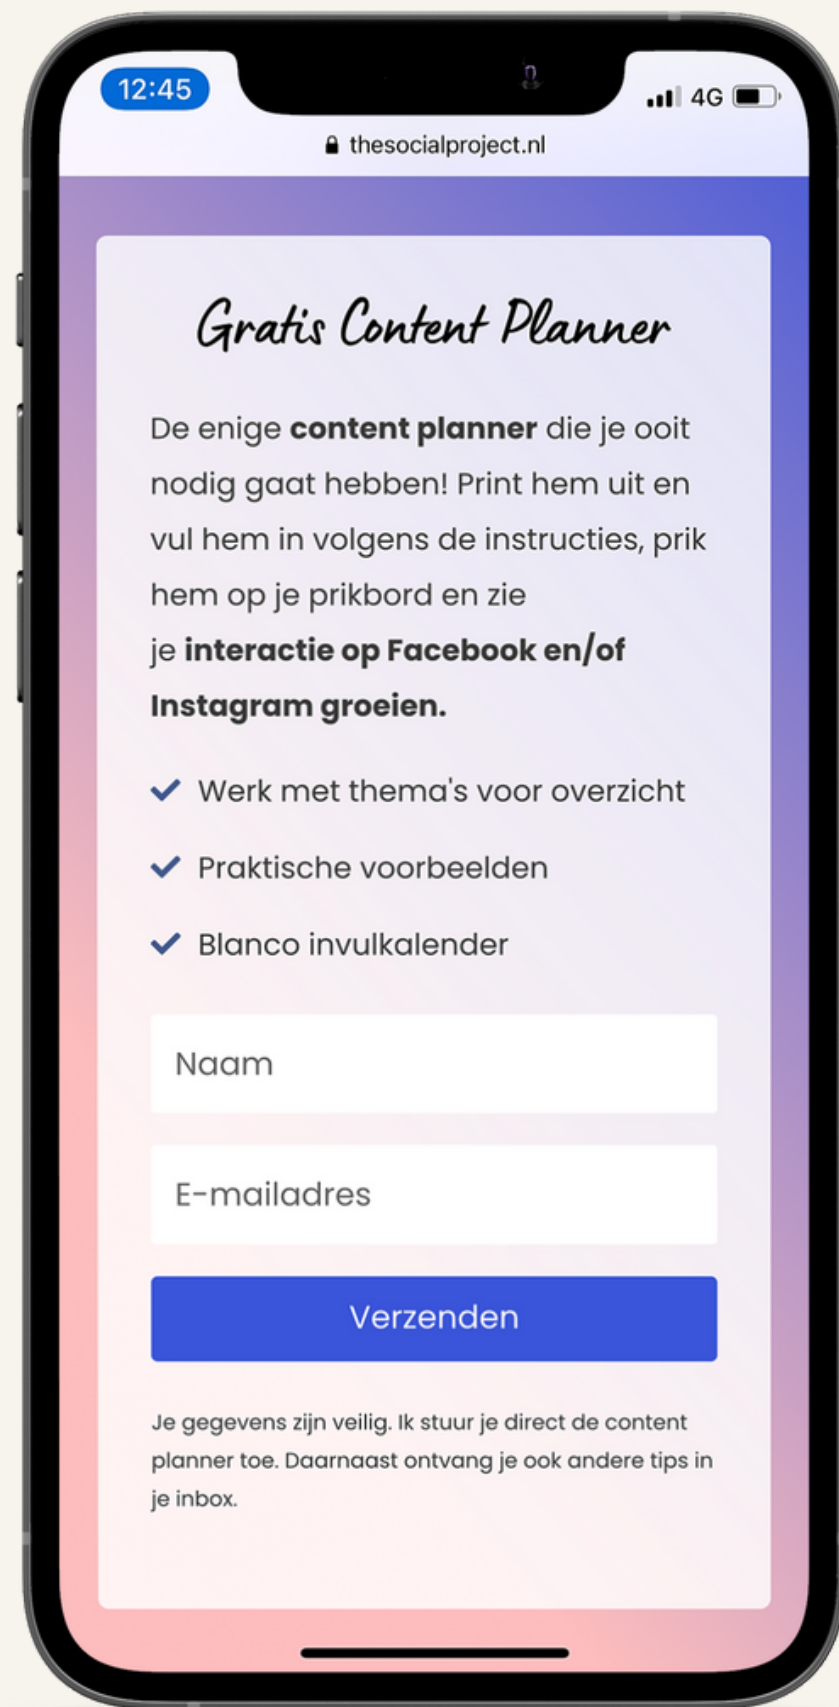 12:45
4G
thesocialproject.nl
Gratis Content Planner
De enige content planner die je ooit
nodig gaat hebben! Print hem uit en
vul hem in volgens de instructies, prik
hem op je prikbord en zie
je interactie op Facebook en/of
Instagram groeien.
Werk met thema's voor overzicht
Praktische voorbeelden
Blanco invulkalender
Naam
E-mailadres
Verzenden
Je gegevens zijn veilig. Ik stuur je direct de content
planner toe. Daarnaast ontvang je ook andere tips in
je inbox.